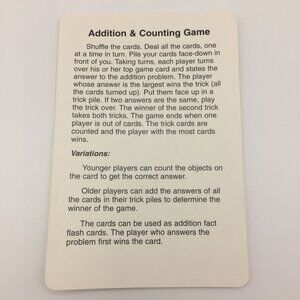 Addition & Counting Game
Shuffle the cards. Deal all the cards, one
at a time in turn. Pile your cards face-down in
front of you. Taking turns, each player turns
over his or her top game card and states the
answer to the addition problem. The player
whose answer is the largest wins the trick (all
the cards turned up). Put them face up in a
trick pile. If two answers are the same, play
the trick over. The winner of the second trick
takes both tricks. The game ends when one
player is out of cards. The trick cards are
counted and the player with the most cards
wins.
Variations:
Younger players can count the objects on
the card to get the correct answer.
Older players can add the answers of all
the cards in their trick piles to determine the
winner of the game.
The cards can be used as addition fact
flash cards. The player who answers the
problem first wins the card.